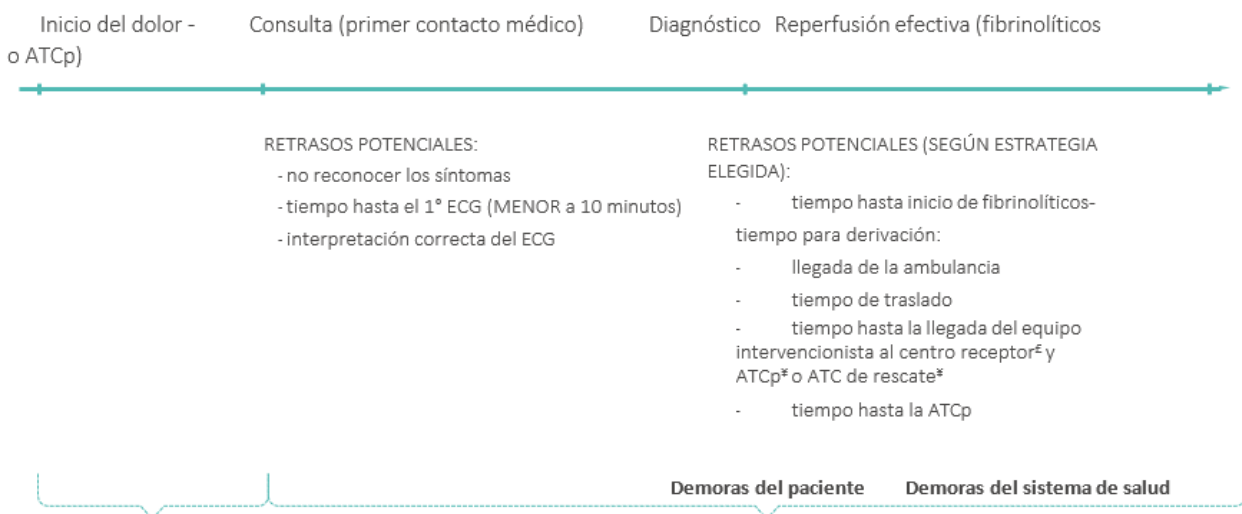 Inicio del dolor - Consulta (primer contacto médico) Diagnóstico Reperfusión efectiva (fibrinolíticos
o ATCp)
RETRASOS POTENCIALES:
- no reconocer los síntomas
- tiempo hasta el 1° ECG (MENOR a 10 minutos)
- interpretación correcta del ECG
RETRASOS POTENCIALES (SEGÚN ESTRATEGIA
ELEGIDA):
- tiempo hasta inicio de fibrinolíticos-
tiempo para derivación:
- llegada de la ambulancia
- tiempo de traslado
- tiempo hasta la llegada del equipo
intervencionista al centro receptor£ y
ATCp¥ o ATC de rescate¥
- tiempo hasta la ATCp
Demoras del paciente Demoras del sistema de salud